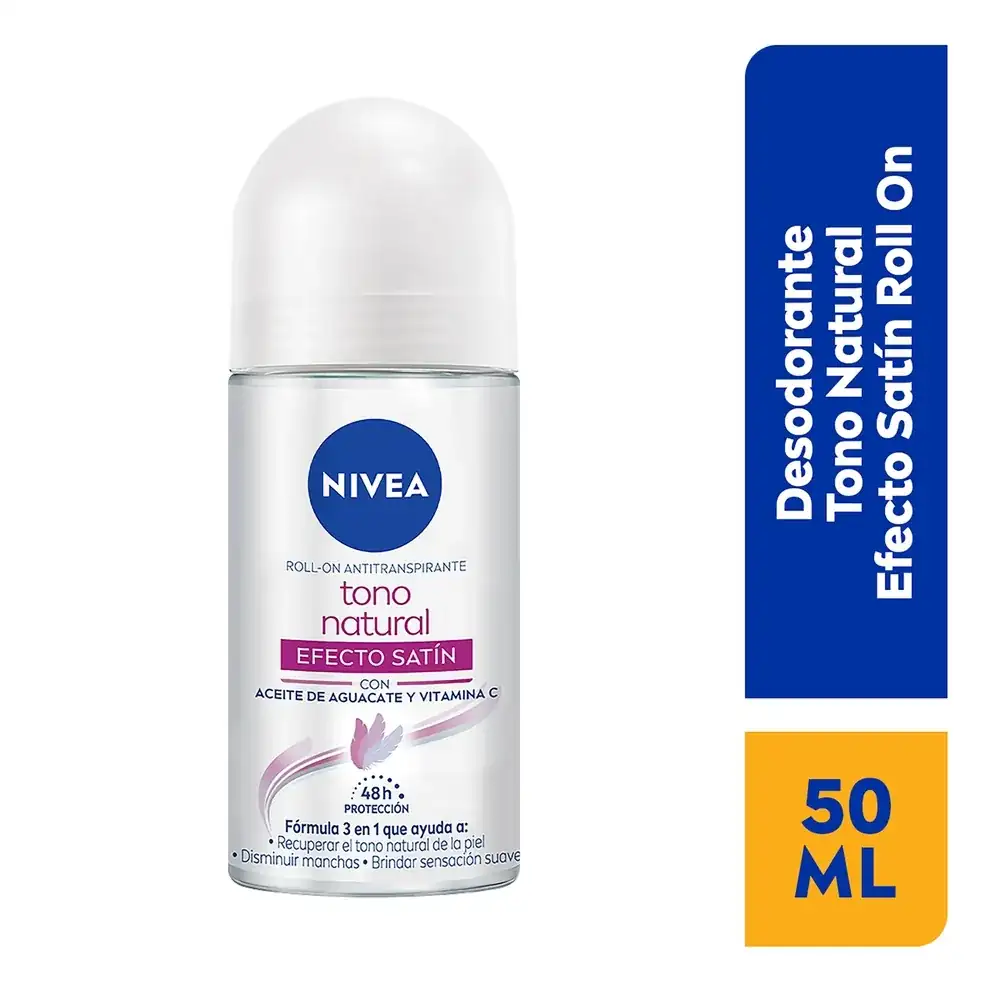 NIVEA
ROLL-ON ANTITRANSPIRANTE
tono
natural
EFECTO SATÍN
CON
ACEITE DE AGUACATE Y VITAMINA C
48h
PROTECCIÓN
Fórmula 3 en 1 que ayuda a:
• Recuperar el tono natural de la piel
• Disminuir manchas • Brindar sensación suave
Desodorante
Tono Natural
Efecto Satín Roll On
50
ML